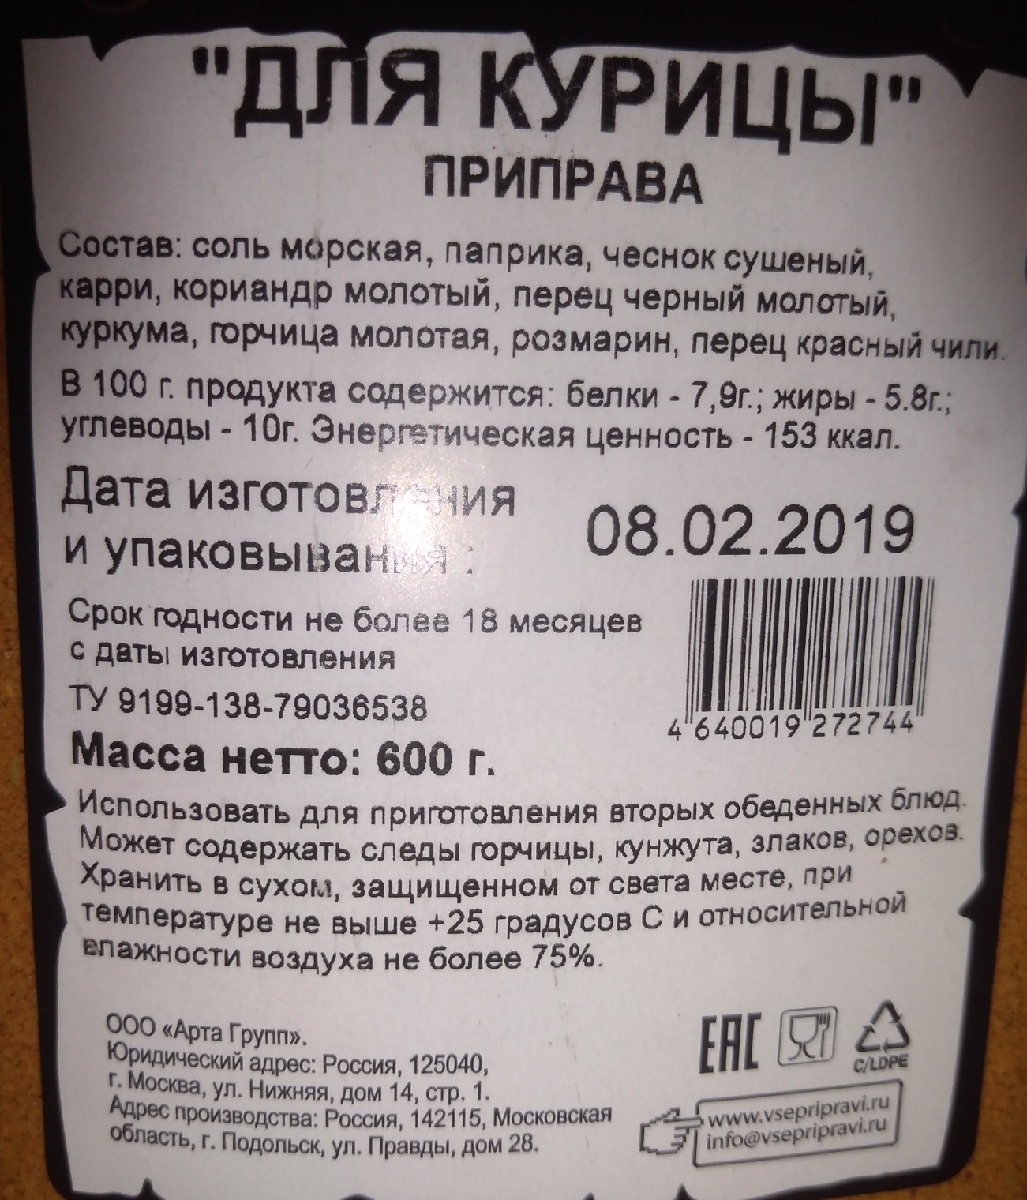 "ДЛЯ КУРИЦЫ"
ПРИПРАВА
Состав: соль морская, паприка, чеснок сушеный,
карри, кориандр молотый, перец черный молотый,
куркума, горчица молотая, розмарин, перец красный чили.
В 100 г. продукта содержится: белки - 7,9г.; жиры - 5.8г.;
углеводы - 10г. Энергетическая ценность - 153 ккал.
Дата изготовления
и упаковывания :
08.02.2019
Срок годности не более 18 месяцев
с даты изготовления
ТУ 9199-138-79036538
4 640019 272744
Масса нетто: 600 г.
Использовать для приготовления вторых обеденных блюд.
Может содержать следы горчицы, кунжута, злаков, орехов.
Хранить в сухом, защищенном от света месте, при
температуре не выше +25 градусов С и относительной
влажности воздуха не более 75%.
ООО «Арта Групп».
Юридический адрес: Россия, 125040,
г. Москва, ул. Нижняя, дом 14, стр. 1.
Адрес производства: Россия, 142115, Московская
область, г. Подольск, ул. Правды, дом 28.
EAC
C/LDPE
www.vsepripravi.ru
info@vsepripravi.ru